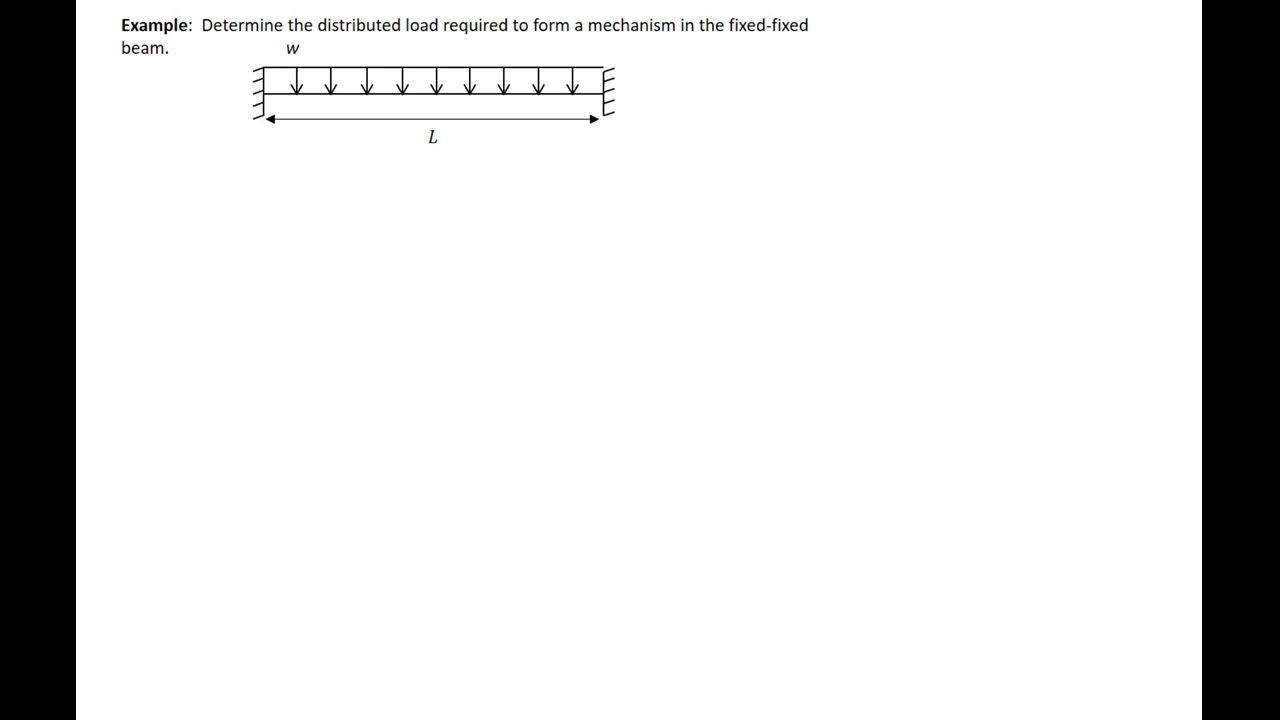 Example: Determine the distributed load required to form a mechanism in the fixed-fixed
beam.
w
L